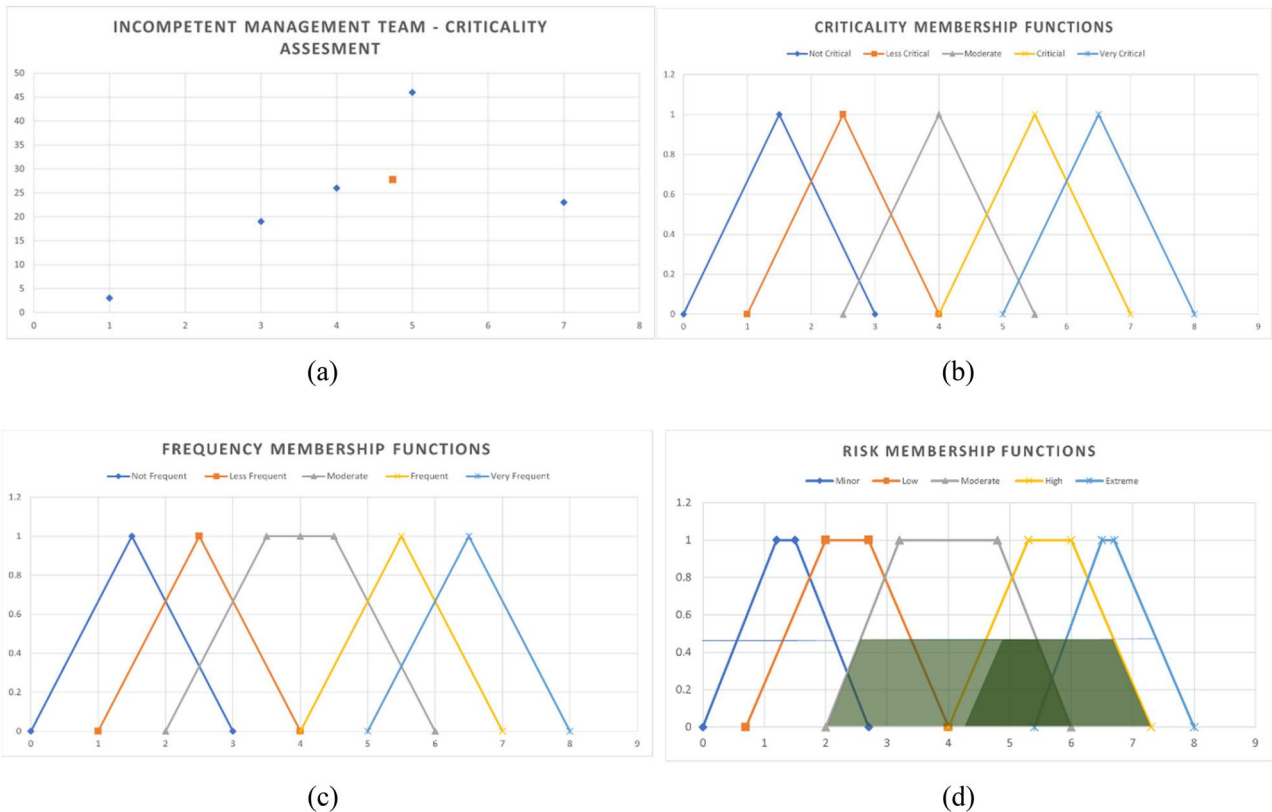 INCOMPETENT MANAGEMENT TEAM - CRITICALITY
ASSESMENT
50
45
40
35
30
25
20
15
10
5
0
0 1 2 3 4 5 6 7 8
(a)
CRITICALITY MEMBERSHIP FUNCTIONS
Not Critical Less Critical Moderate Criticial Very Critical
1.2
1
0.8
0.6
0.4
0.2
0
0 1 2 3 4 5 6 7 8 9
(b)
FREQUENCY MEMBERSHIP FUNCTIONS
Not Frequent Less Frequent Moderate Frequent Very Frequent
1.2
1
0.8
0.6
0.4
0.2
0
0 1 2 3 4 5 6 7 8 9
(c)
RISK MEMBERSHIP FUNCTIONS
Minor Low Moderate High Extreme
1.2
1
0.8
0.6
0.4
0.2
0
0 1 2 3 4 5 6 7 8 9
(d)